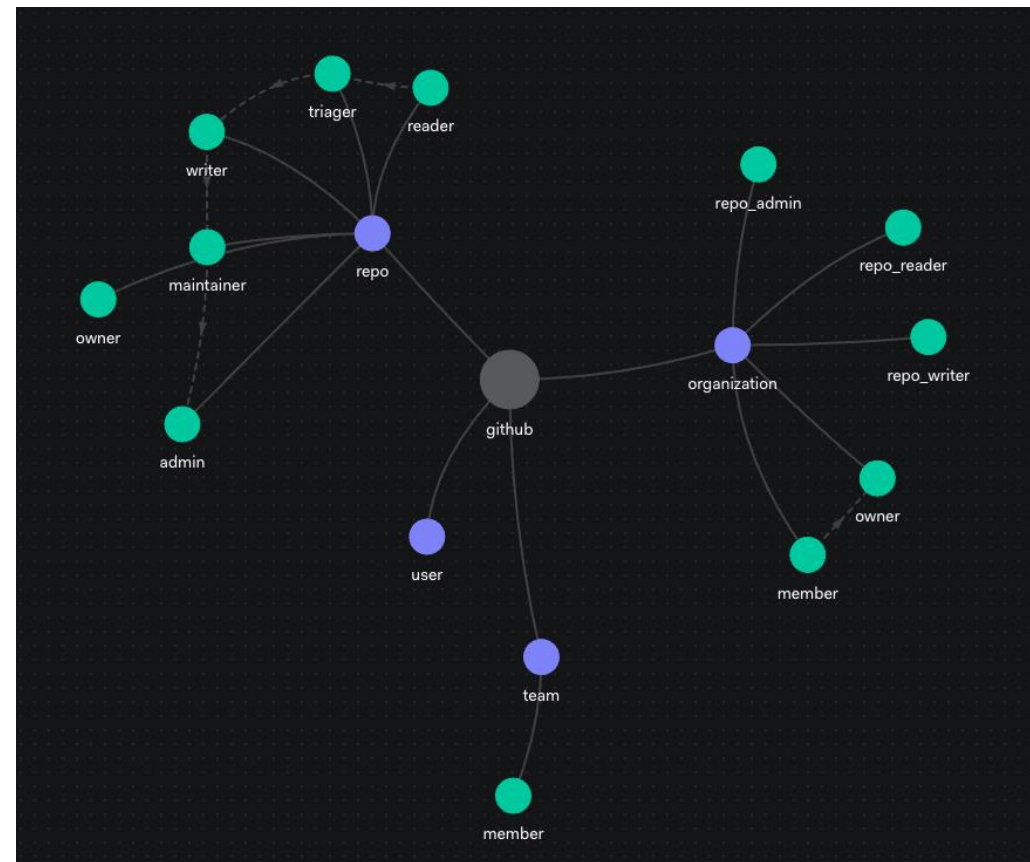 triager
reader
writer
repo_admin
repo_reader
repo
maintainer
owner
organization
repo_writer
github
admin
owner
user
member
team
member